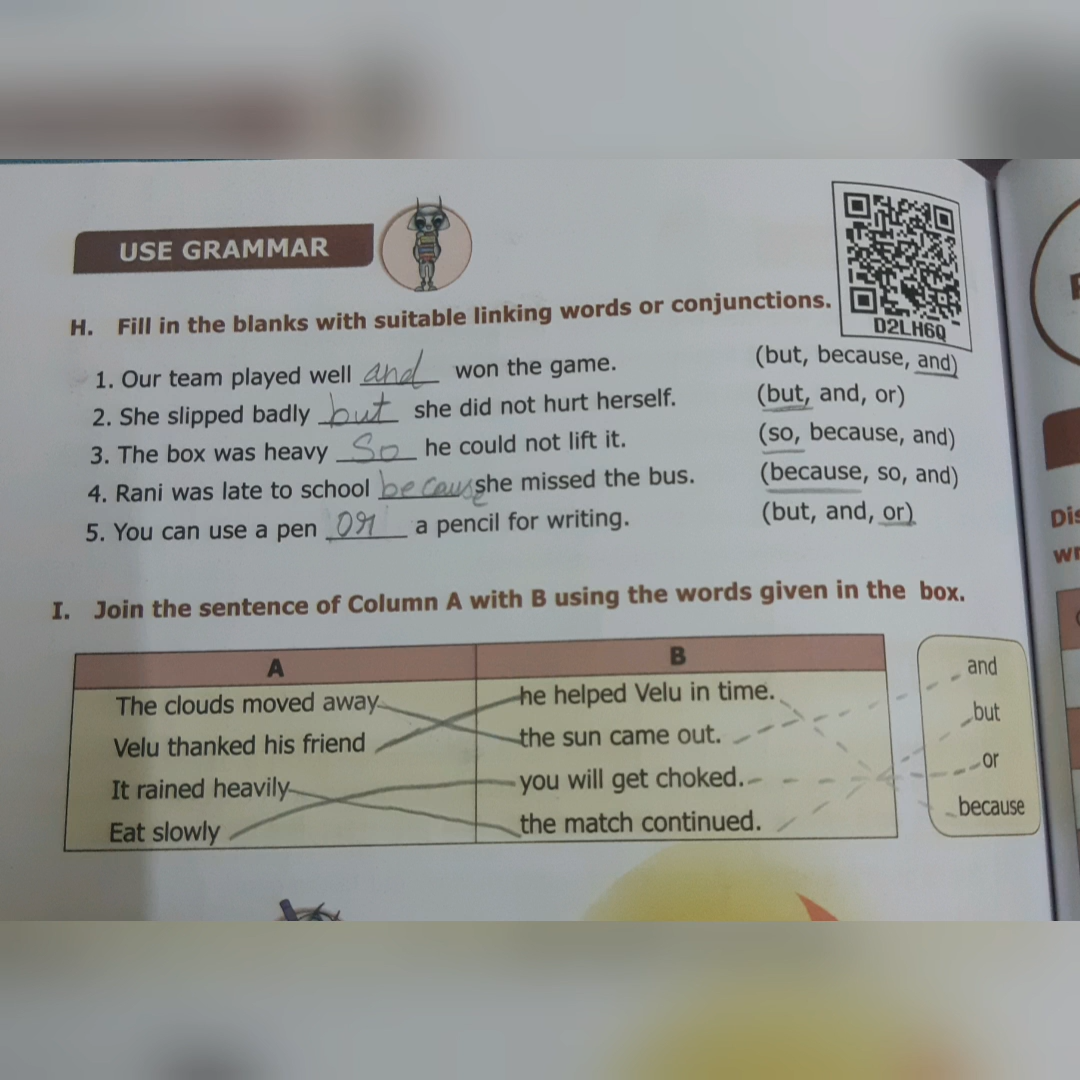 USE GRAMMAR
D2LH6Q
H. Fill in the blanks with suitable linking words or conjunctions.
1. Our team played well and won the game. (but, because, and)
2. She slipped badly but she did not hurt herself. (but, and, or)
3. The box was heavy So he could not lift it. (so, because, and)
4. Rani was late to school because she missed the bus. (because, so, and)
5. You can use a pen or a pencil for writing. (but, and, or)
I. Join the sentence of Column A with B using the words given in the box.
A B
The clouds moved away he helped Velu in time. and
Velu thanked his friend the sun came out. but
It rained heavily you will get choked. or
Eat slowly the match continued. because